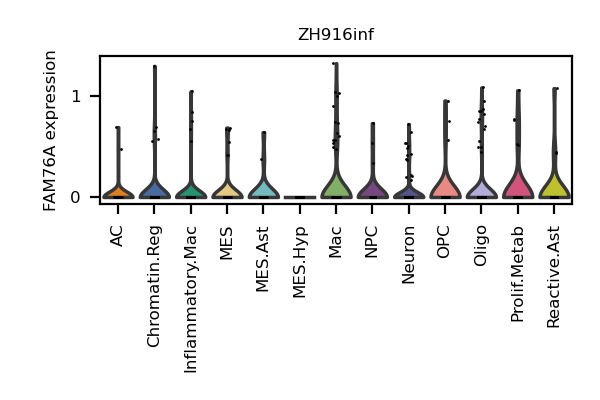 ZH916inf
FAM76A expression
1
0
AC
Chromatin.Reg
Inflammatory.Mac
MES
MES.Ast
MES.Hyp
Mac
NPC
Neuron
OPC
Oligo
Prolif.Metab
Reactive.Ast